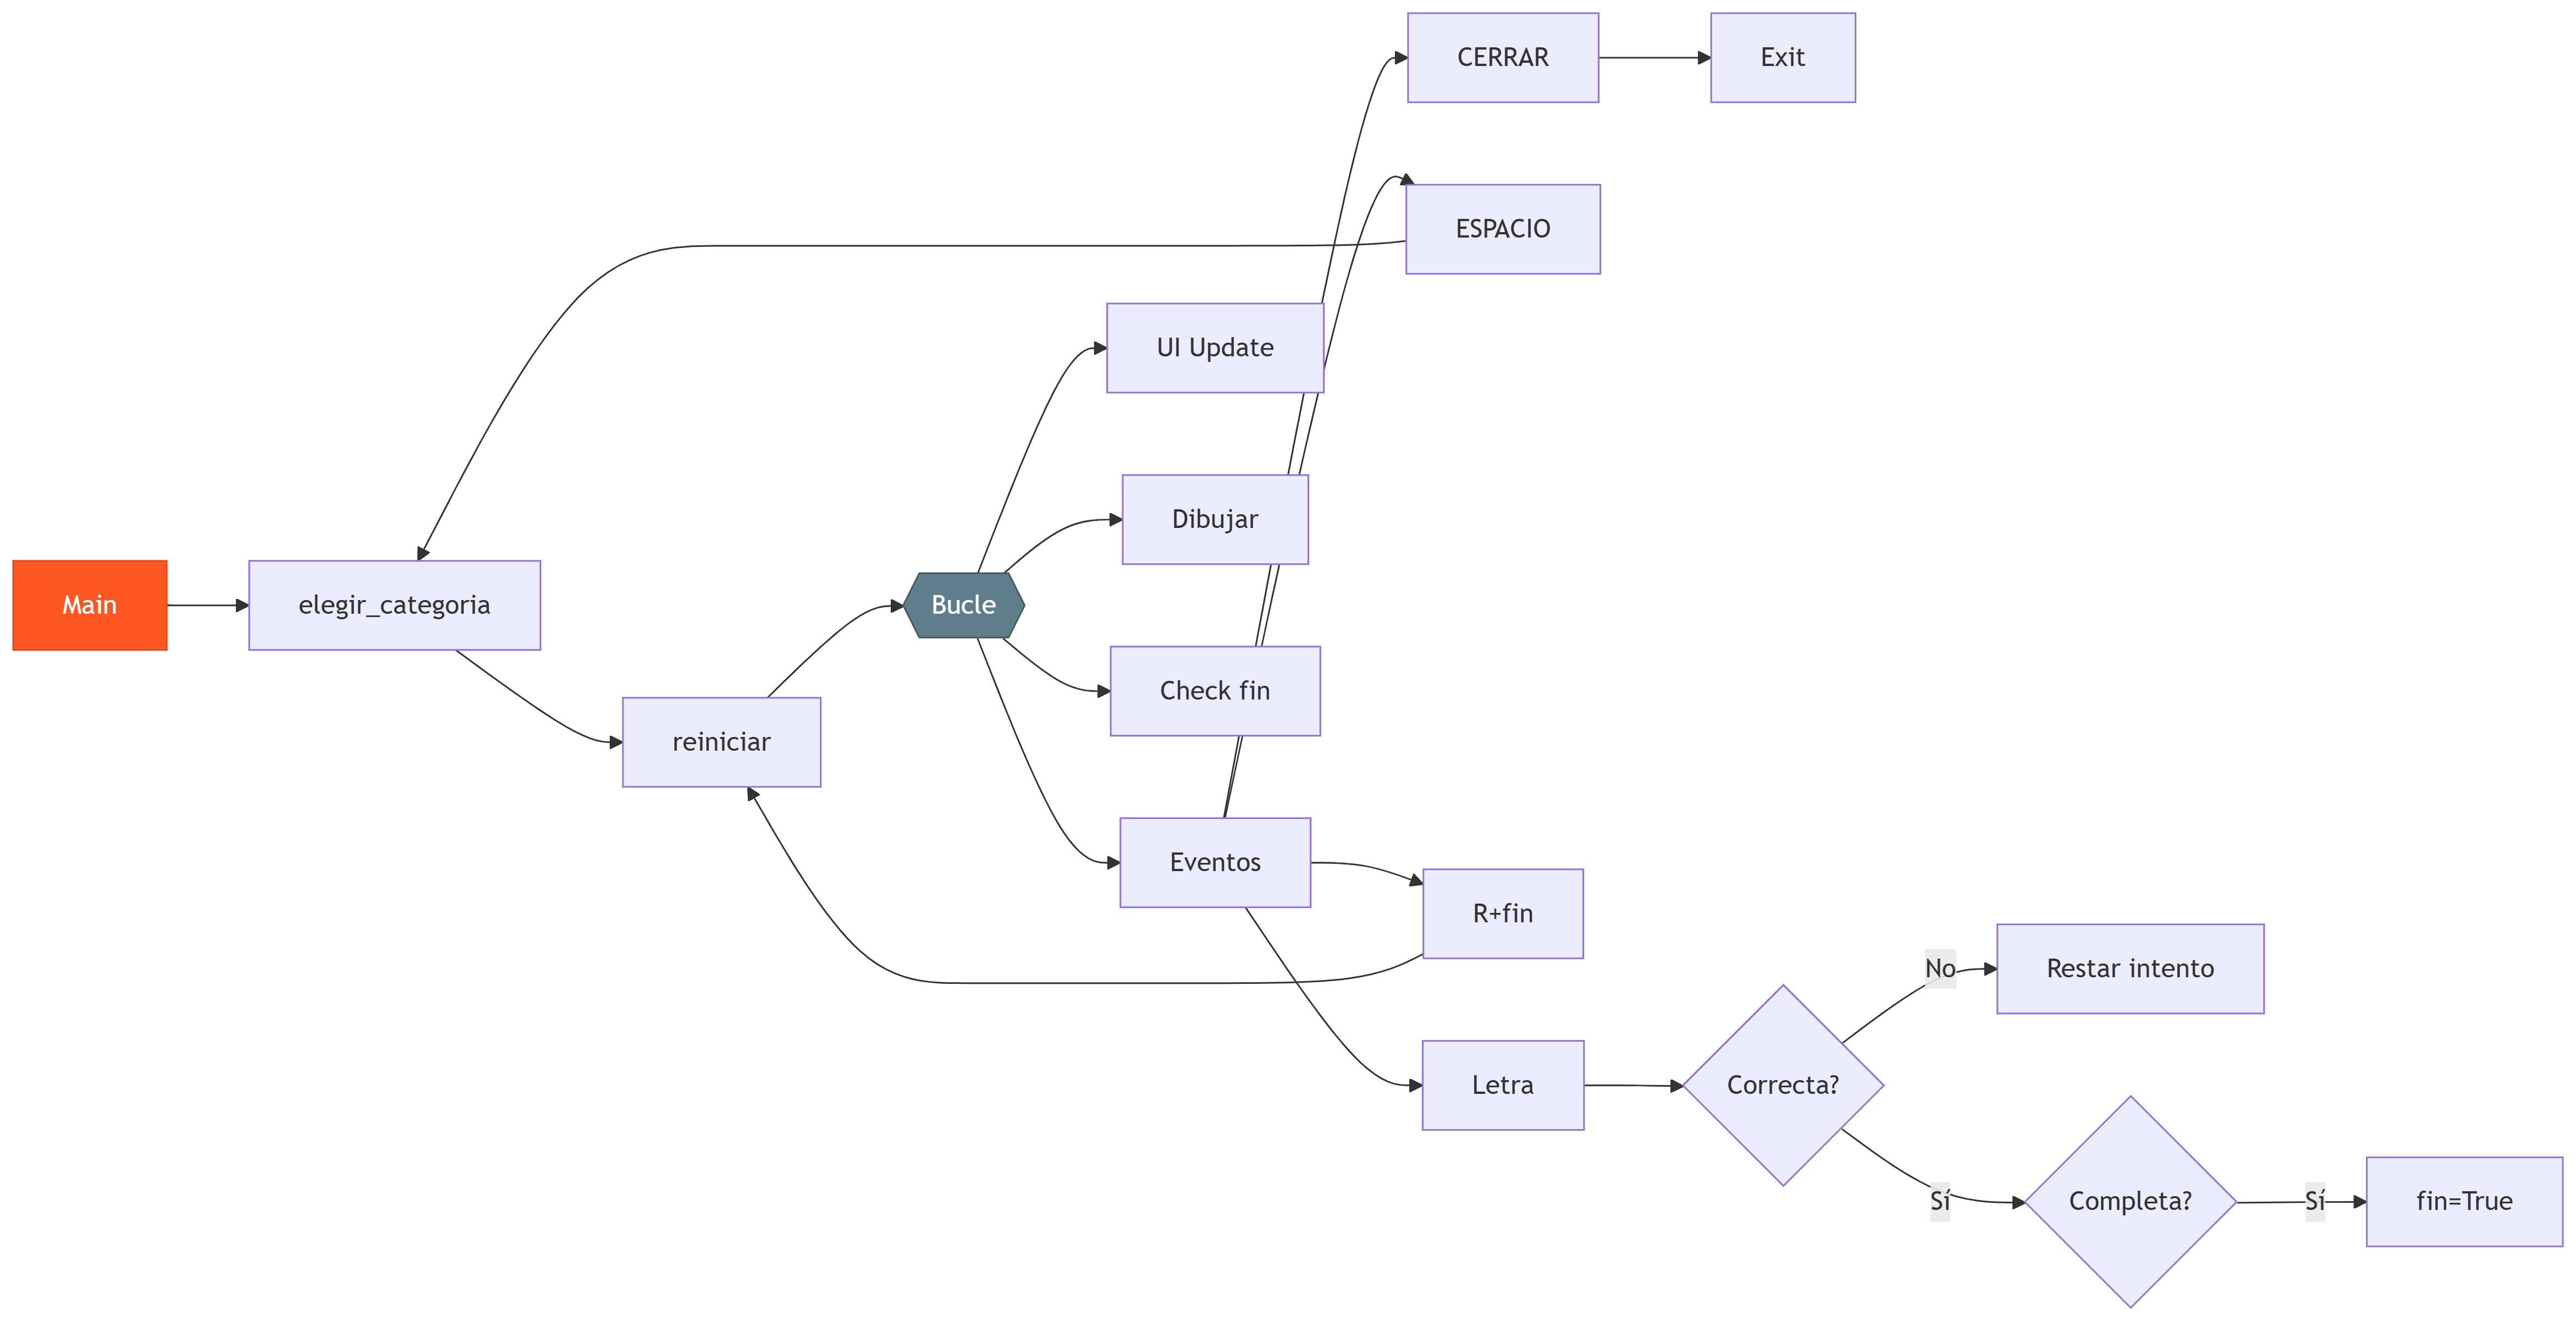 CERRAR
Exit
ESPACIO
UI Update
Dibujar
Main
elegir_categoria
Bucle
Check fin
reiniciar
Eventos
R+fin
No
Restar intento
Letra
Correcta?
Sí
Completa?
Sí
fin=True